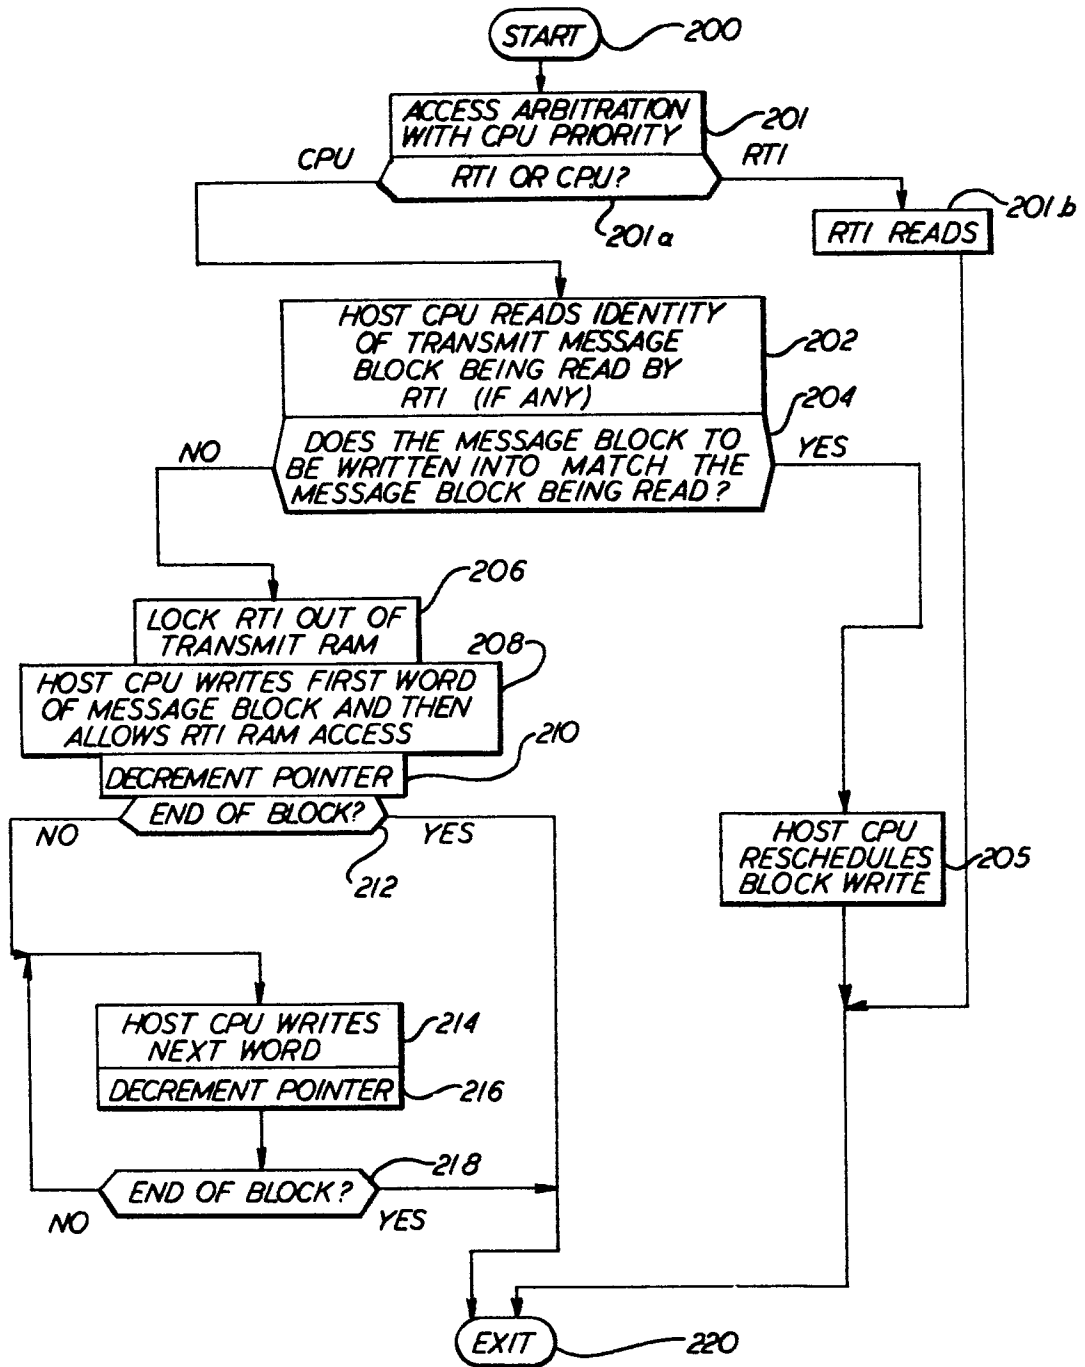 START
200
ACCESS ARBITRATION
WITH CPU PRIORITY
201
CPU
RTI
RTI OR CPU?
201a
201b
RTI READS
HOST CPU READS IDENTITY
OF TRANSMIT MESSAGE
BLOCK BEING READ BY
RTI (IF ANY)
202
204
NO
DOES THE MESSAGE BLOCK TO
BE WRITTEN INTO MATCH THE
MESSAGE BLOCK BEING READ?
YES
206
LOCK RTI OUT OF
TRANSMIT RAM
208
HOST CPU WRITES FIRST WORD
OF MESSAGE BLOCK AND THEN
ALLOWS RTI RAM ACCESS
210
DECREMENT POINTER
END OF BLOCK?
NO
YES
212
HOST CPU
RESCHEDULES
BLOCK WRITE
205
HOST CPU WRITES
NEXT WORD
214
DECREMENT POINTER
216
END OF BLOCK?
218
NO
YES
EXIT
220